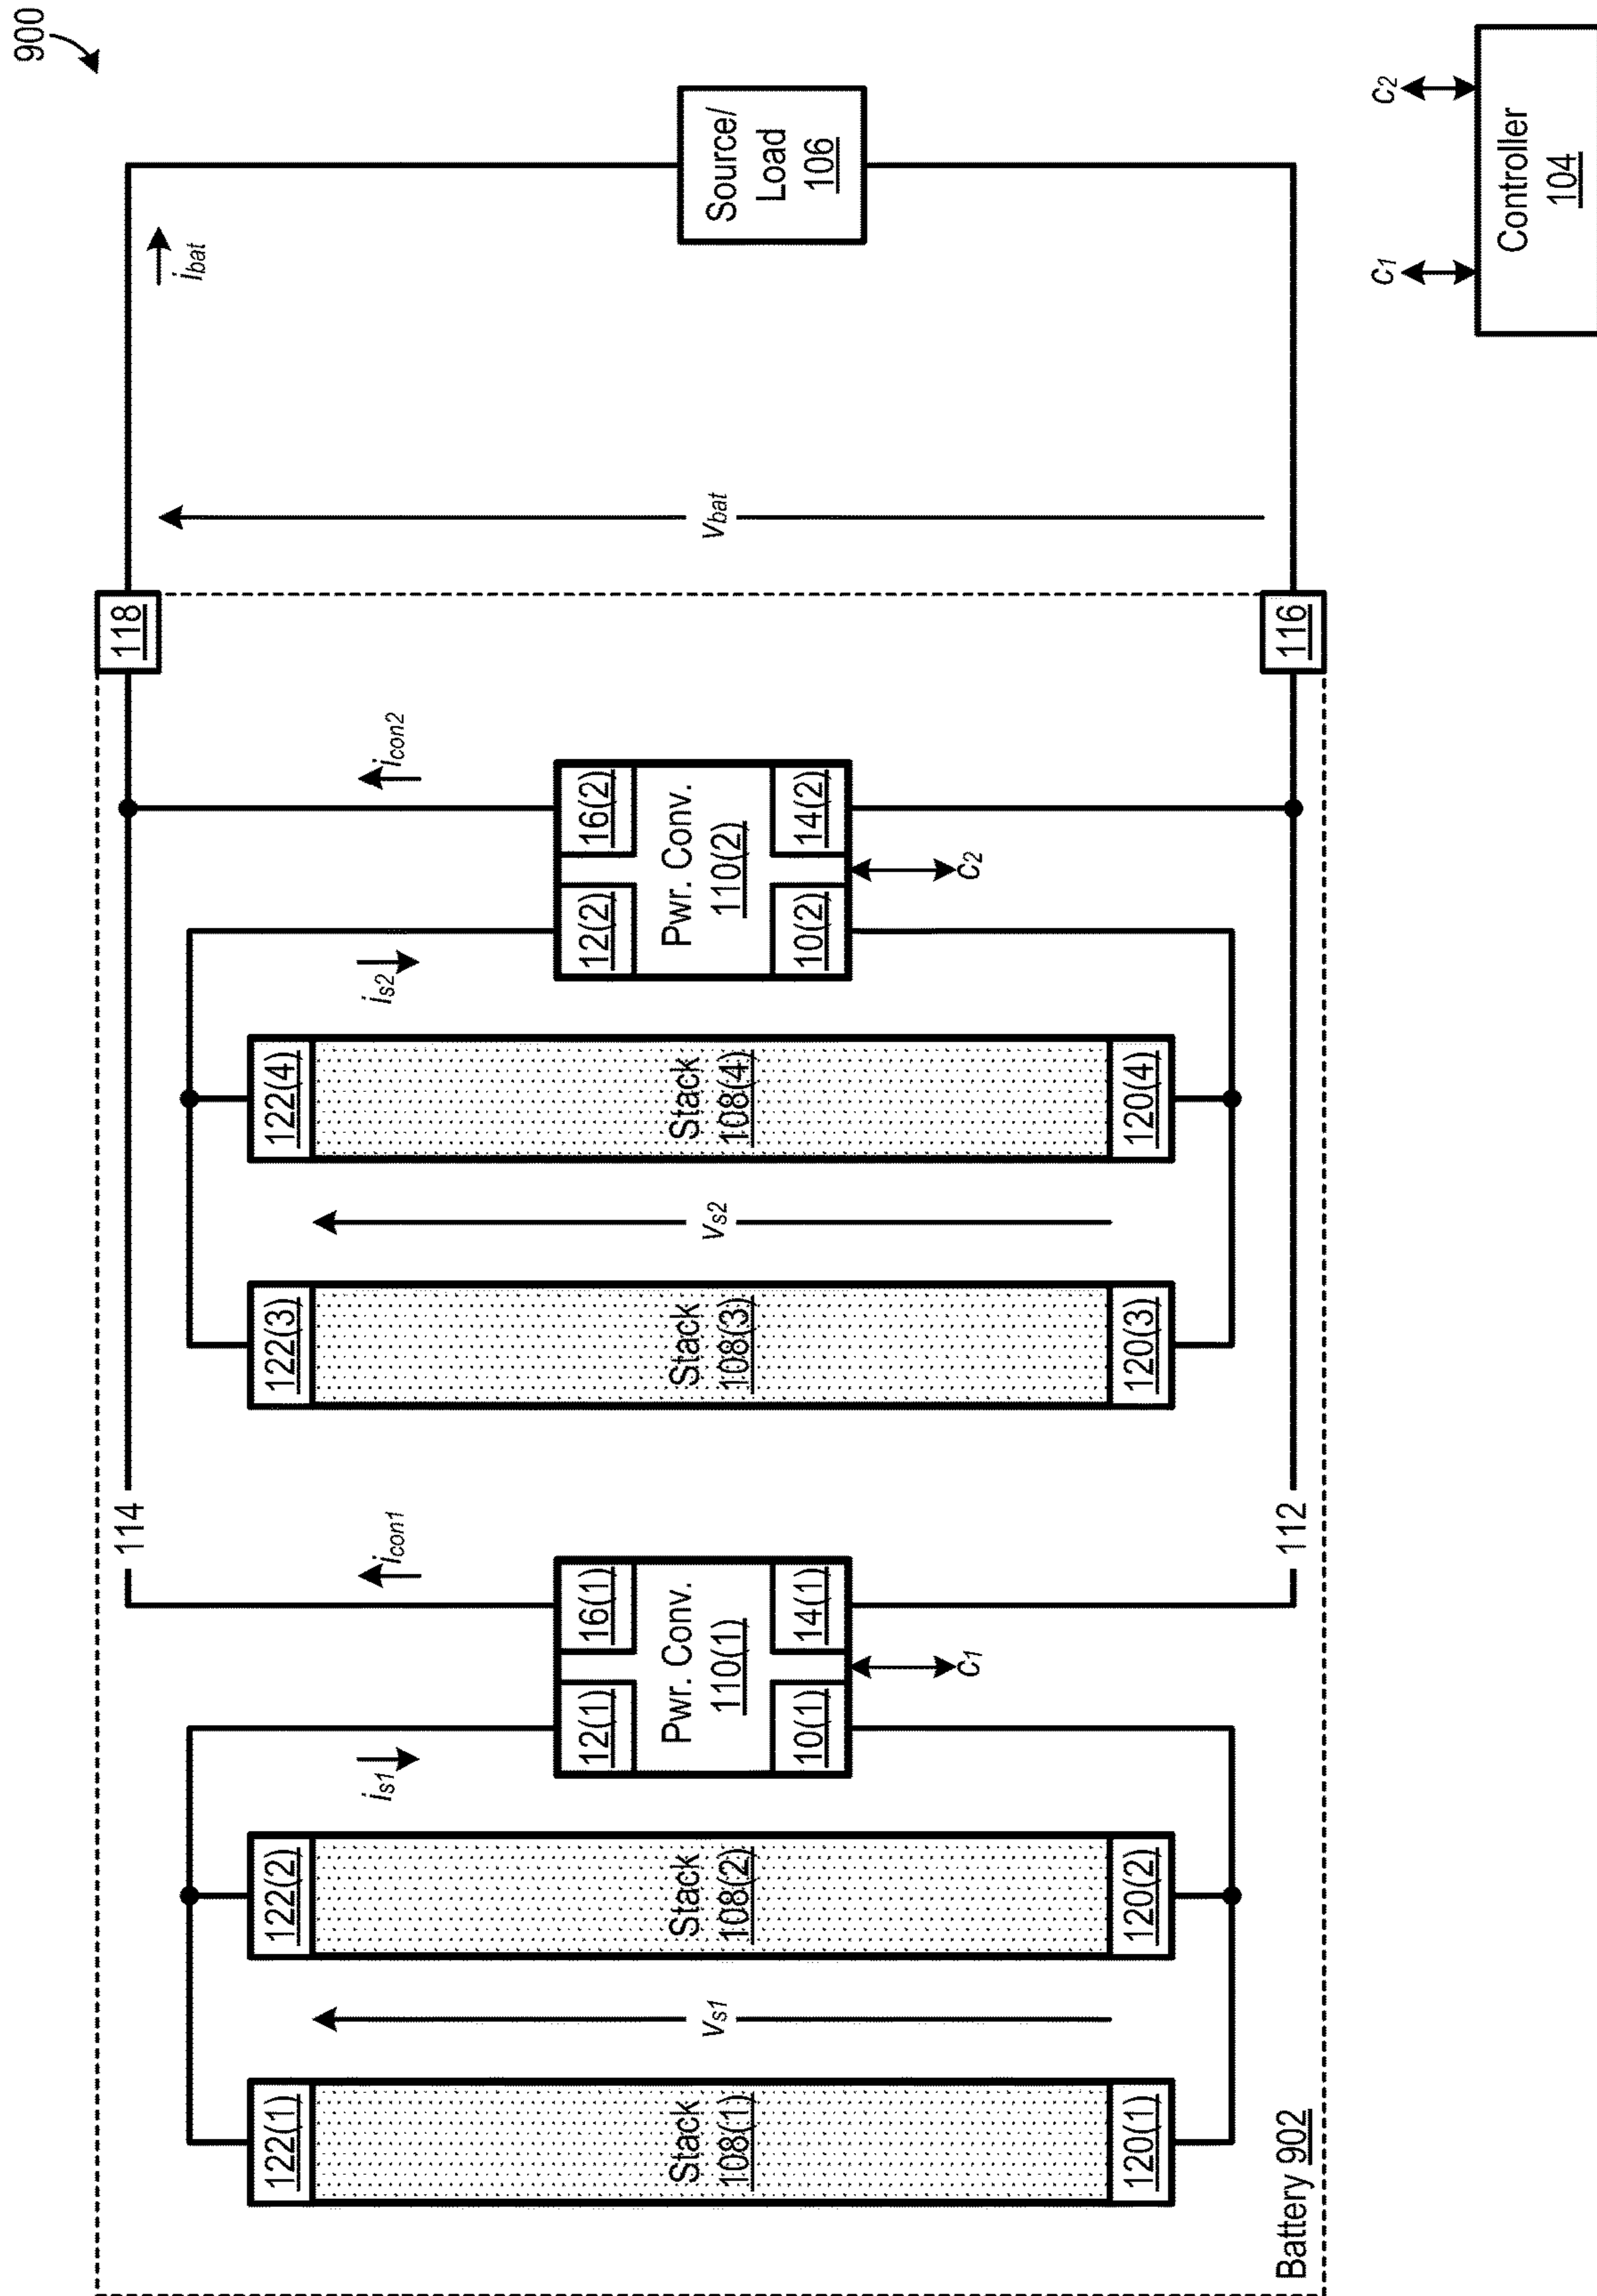 900
114
118
i_bat
122(1)
122(2)
i_s1
12(1)
16(1)
i_con1
122(3)
122(4)
i_s2
12(2)
16(2)
i_con2
Stack
108(1)
v_s1
Stack
108(2)
Pwr. Conv.
110(1)
Stack
108(3)
v_s2
Stack
108(4)
Pwr. Conv.
110(2)
v_bat
Source/
Load
106
10(1)
14(1)
10(2)
14(2)
c_1
c_2
120(1)
120(2)
120(3)
120(4)
Battery 902
112
116
c_1
c_2
Controller
104